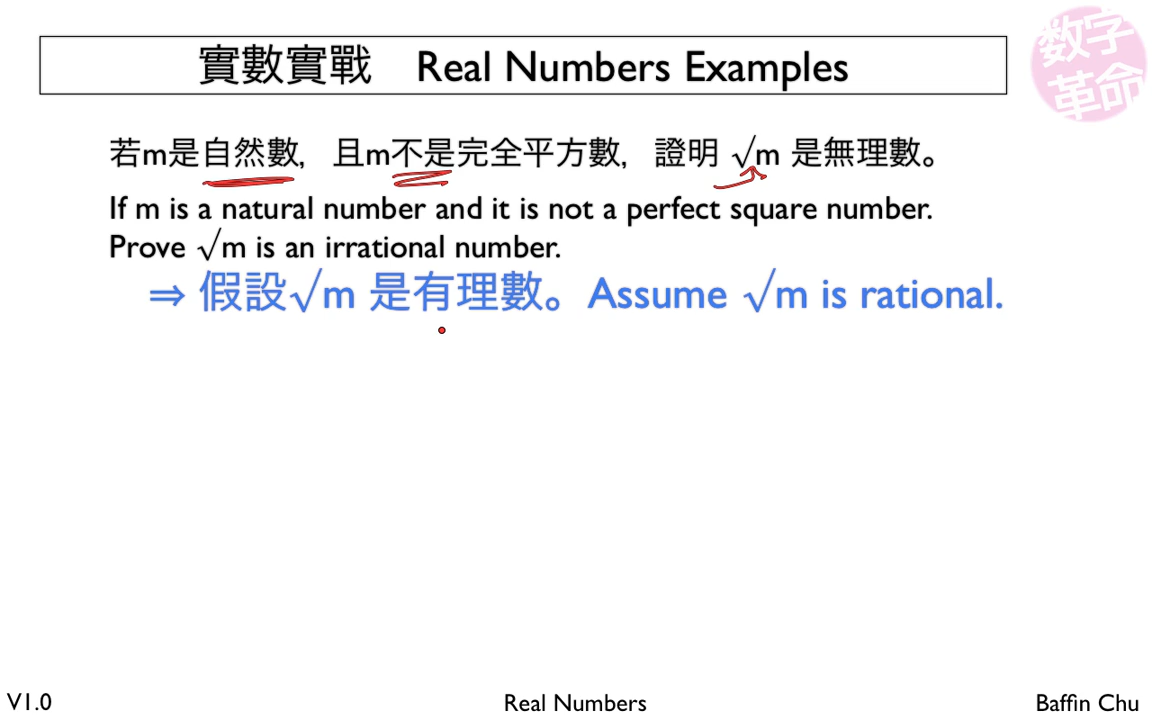 實數實戰 Real Numbers Examples
数字
革命
若m是自然數，且m不是完全平方數，證明 √m 是無理數。
If m is a natural number and it is not a perfect square number.
Prove √m is an irrational number.
⇒ 假設√m 是有理數。Assume √m is rational.
V1.0 Real Numbers Baffin Chu